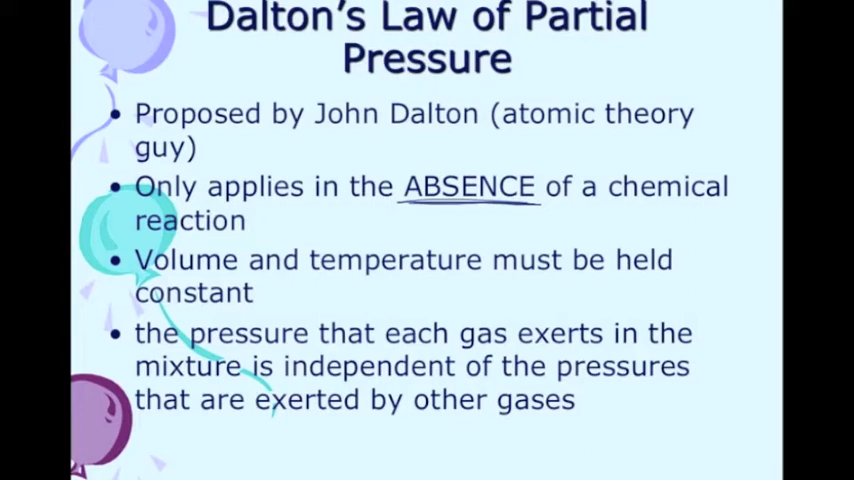 Dalton's Law of Partial
Pressure
• Proposed by John Dalton (atomic theory
guy)
• Only applies in the ABSENCE of a chemical
reaction
• Volume and temperature must be held
constant
• the pressure that each gas exerts in the
mixture is independent of the pressures
that are exerted by other gases